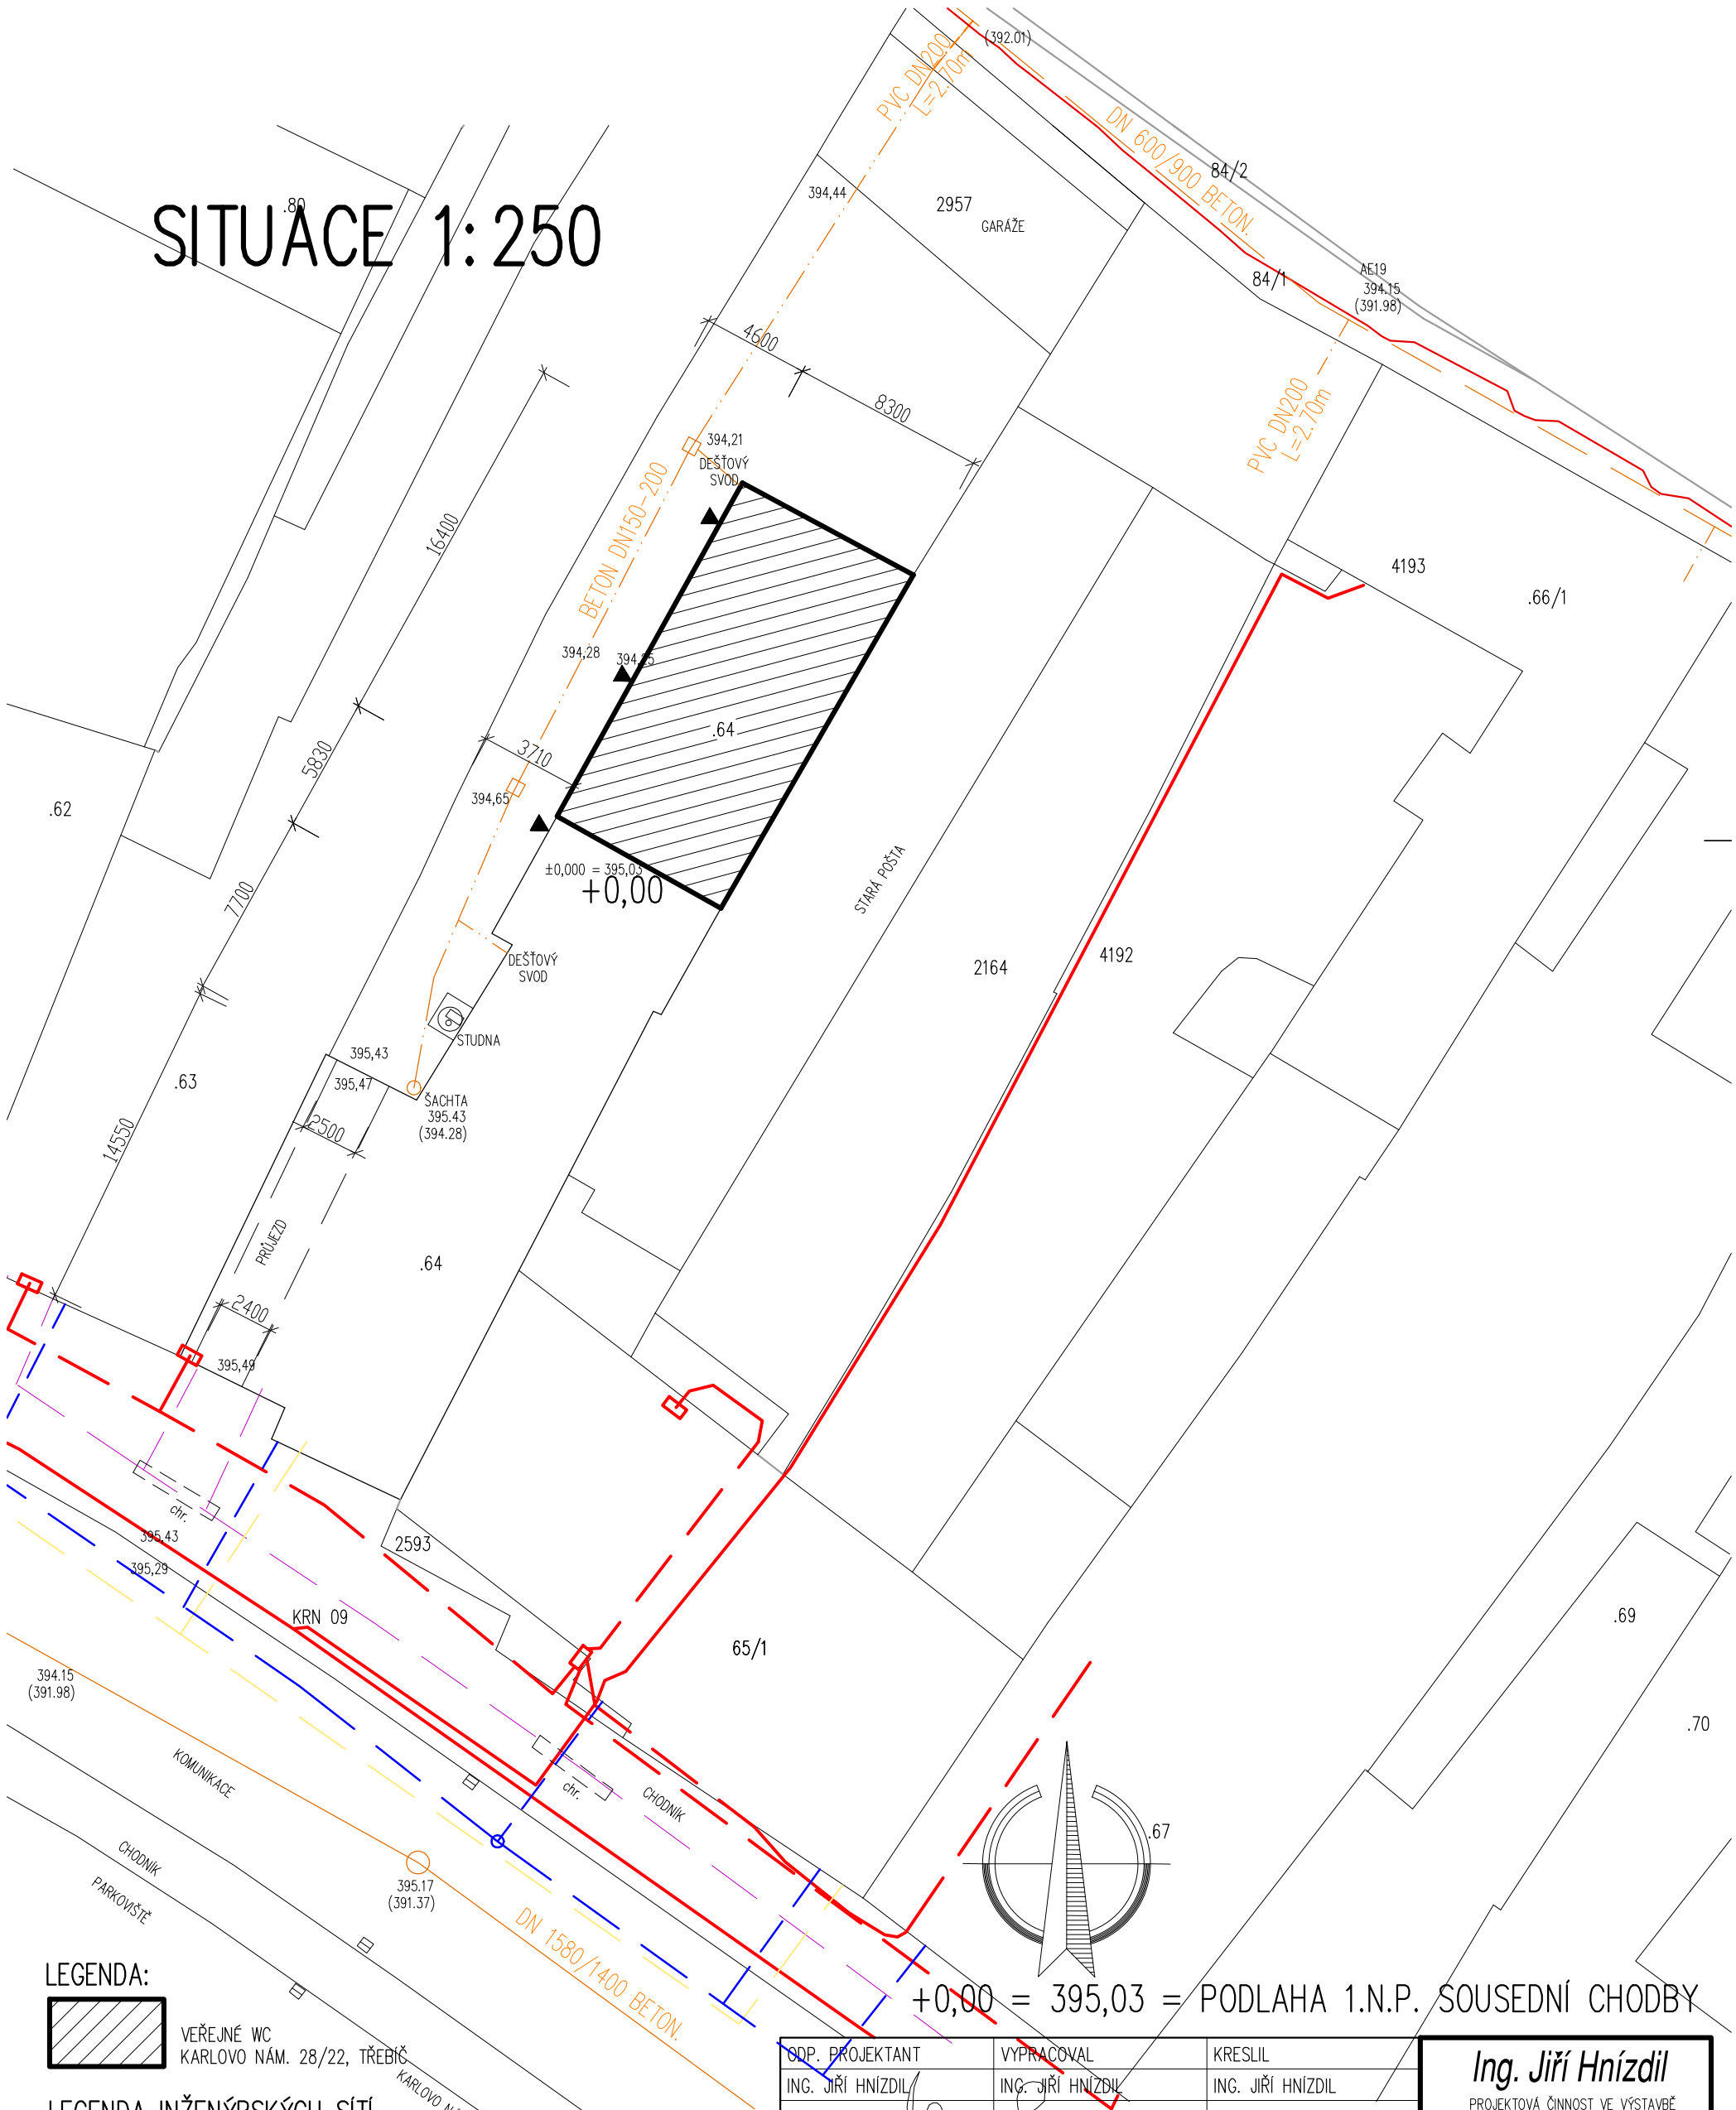 (392.01)
PVC DN200
L=2.70m
DN 600/900 BETON.
84/2
.80
SITUACE 1:250
394,44
2957
GARÁŽE
84/1
AE19
394.15
(391.98)
4600
8300
PVC DN200
L=2.70m
394,21
DEŠŤOVÝ
SVOD
BETON DN150-200
16400
4193
.66/1
394,28
394,25
.64
5830
3710
394,65
.62
±0,000 = 395,03
+0,00
STARÁ POŠTA
7700
DEŠŤOVÝ
SVOD
2164
4192
STUDNA
395,43
395,47
.63
ŠACHTA
395.43
(394.28)
2500
14550
PRŮJEZD
.64
2400
395,49
chr.
395,43
395,29
2593
KRN 09
65/1
.69
394.15
(391.98)
.70
KOMUNIKACE
chr.
CHODNÍK
.67
CHODNÍK
PARKOVIŠTĚ
395.17
(391.37)
DN 1580/1400 BETON.
LEGENDA:
+0,00 = 395,03 = PODLAHA 1.N.P. SOUSEDNÍ CHODBY
VEŘEJNÉ WC
KARLOVO NÁM. 28/22, TŘEBÍČ
KARLOVO
ODP. PROJEKTANT
VYPRACOVAL
KRESLIL
ING. JIŘÍ HNÍZDIL
ING. JIŘÍ HNÍZDIL
ING. JIŘÍ HNÍZDIL
Ing. Jiří Hnízdil
PROJEKTOVÁ ČINNOST VE VÝSTAVBĚ
LEGENDA INŽENÝRSKÝCH SÍTÍ